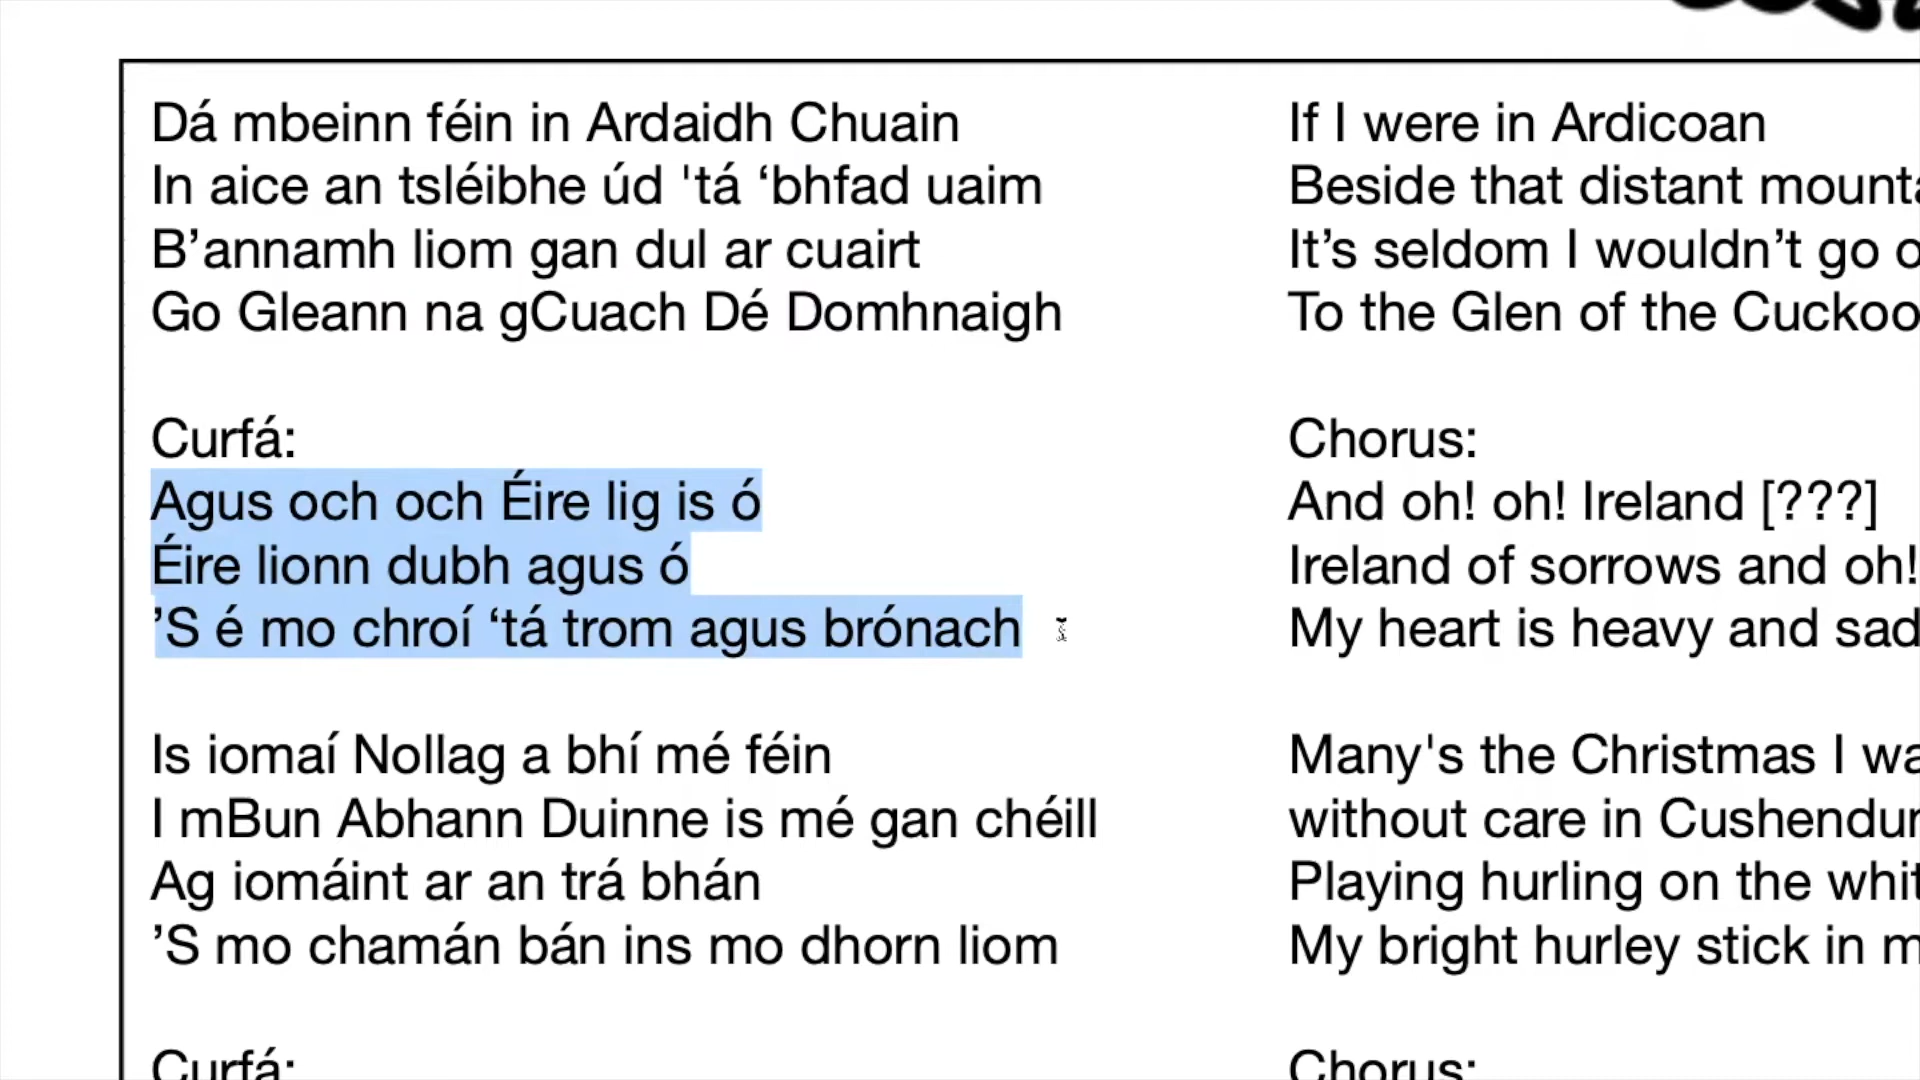 Dá mbeinn féin in Ardaidh Chuain
In aice an tsléibhe úd 'tá ‘bhfad uaim
B’annamh liom gan dul ar cuairt
Go Gleann na gCuach Dé Domhnaigh
Curfá:
Agus och och Éire lig is ó
Éire lionn dubh agus ó
’S é mo chroí ‘tá trom agus brónach
Is iomaí Nollag a bhí mé féin
I mBun Abhann Duinne is mé gan chéill
Ag iomáint ar an trá bhán
’S mo chamán bán ins mo dhorn liom
Curfá:
If I were in Ardicoan
Beside that distant
It’s seldom I wouldn’t go
To the Glen of the
Chorus:
And oh! oh! Ireland [???]
Ireland of sorrows and oh!
My heart is heavy and sad
Many's the Christmas I
without care in
Playing hurling on the
My bright hurley stick in
Chorus: